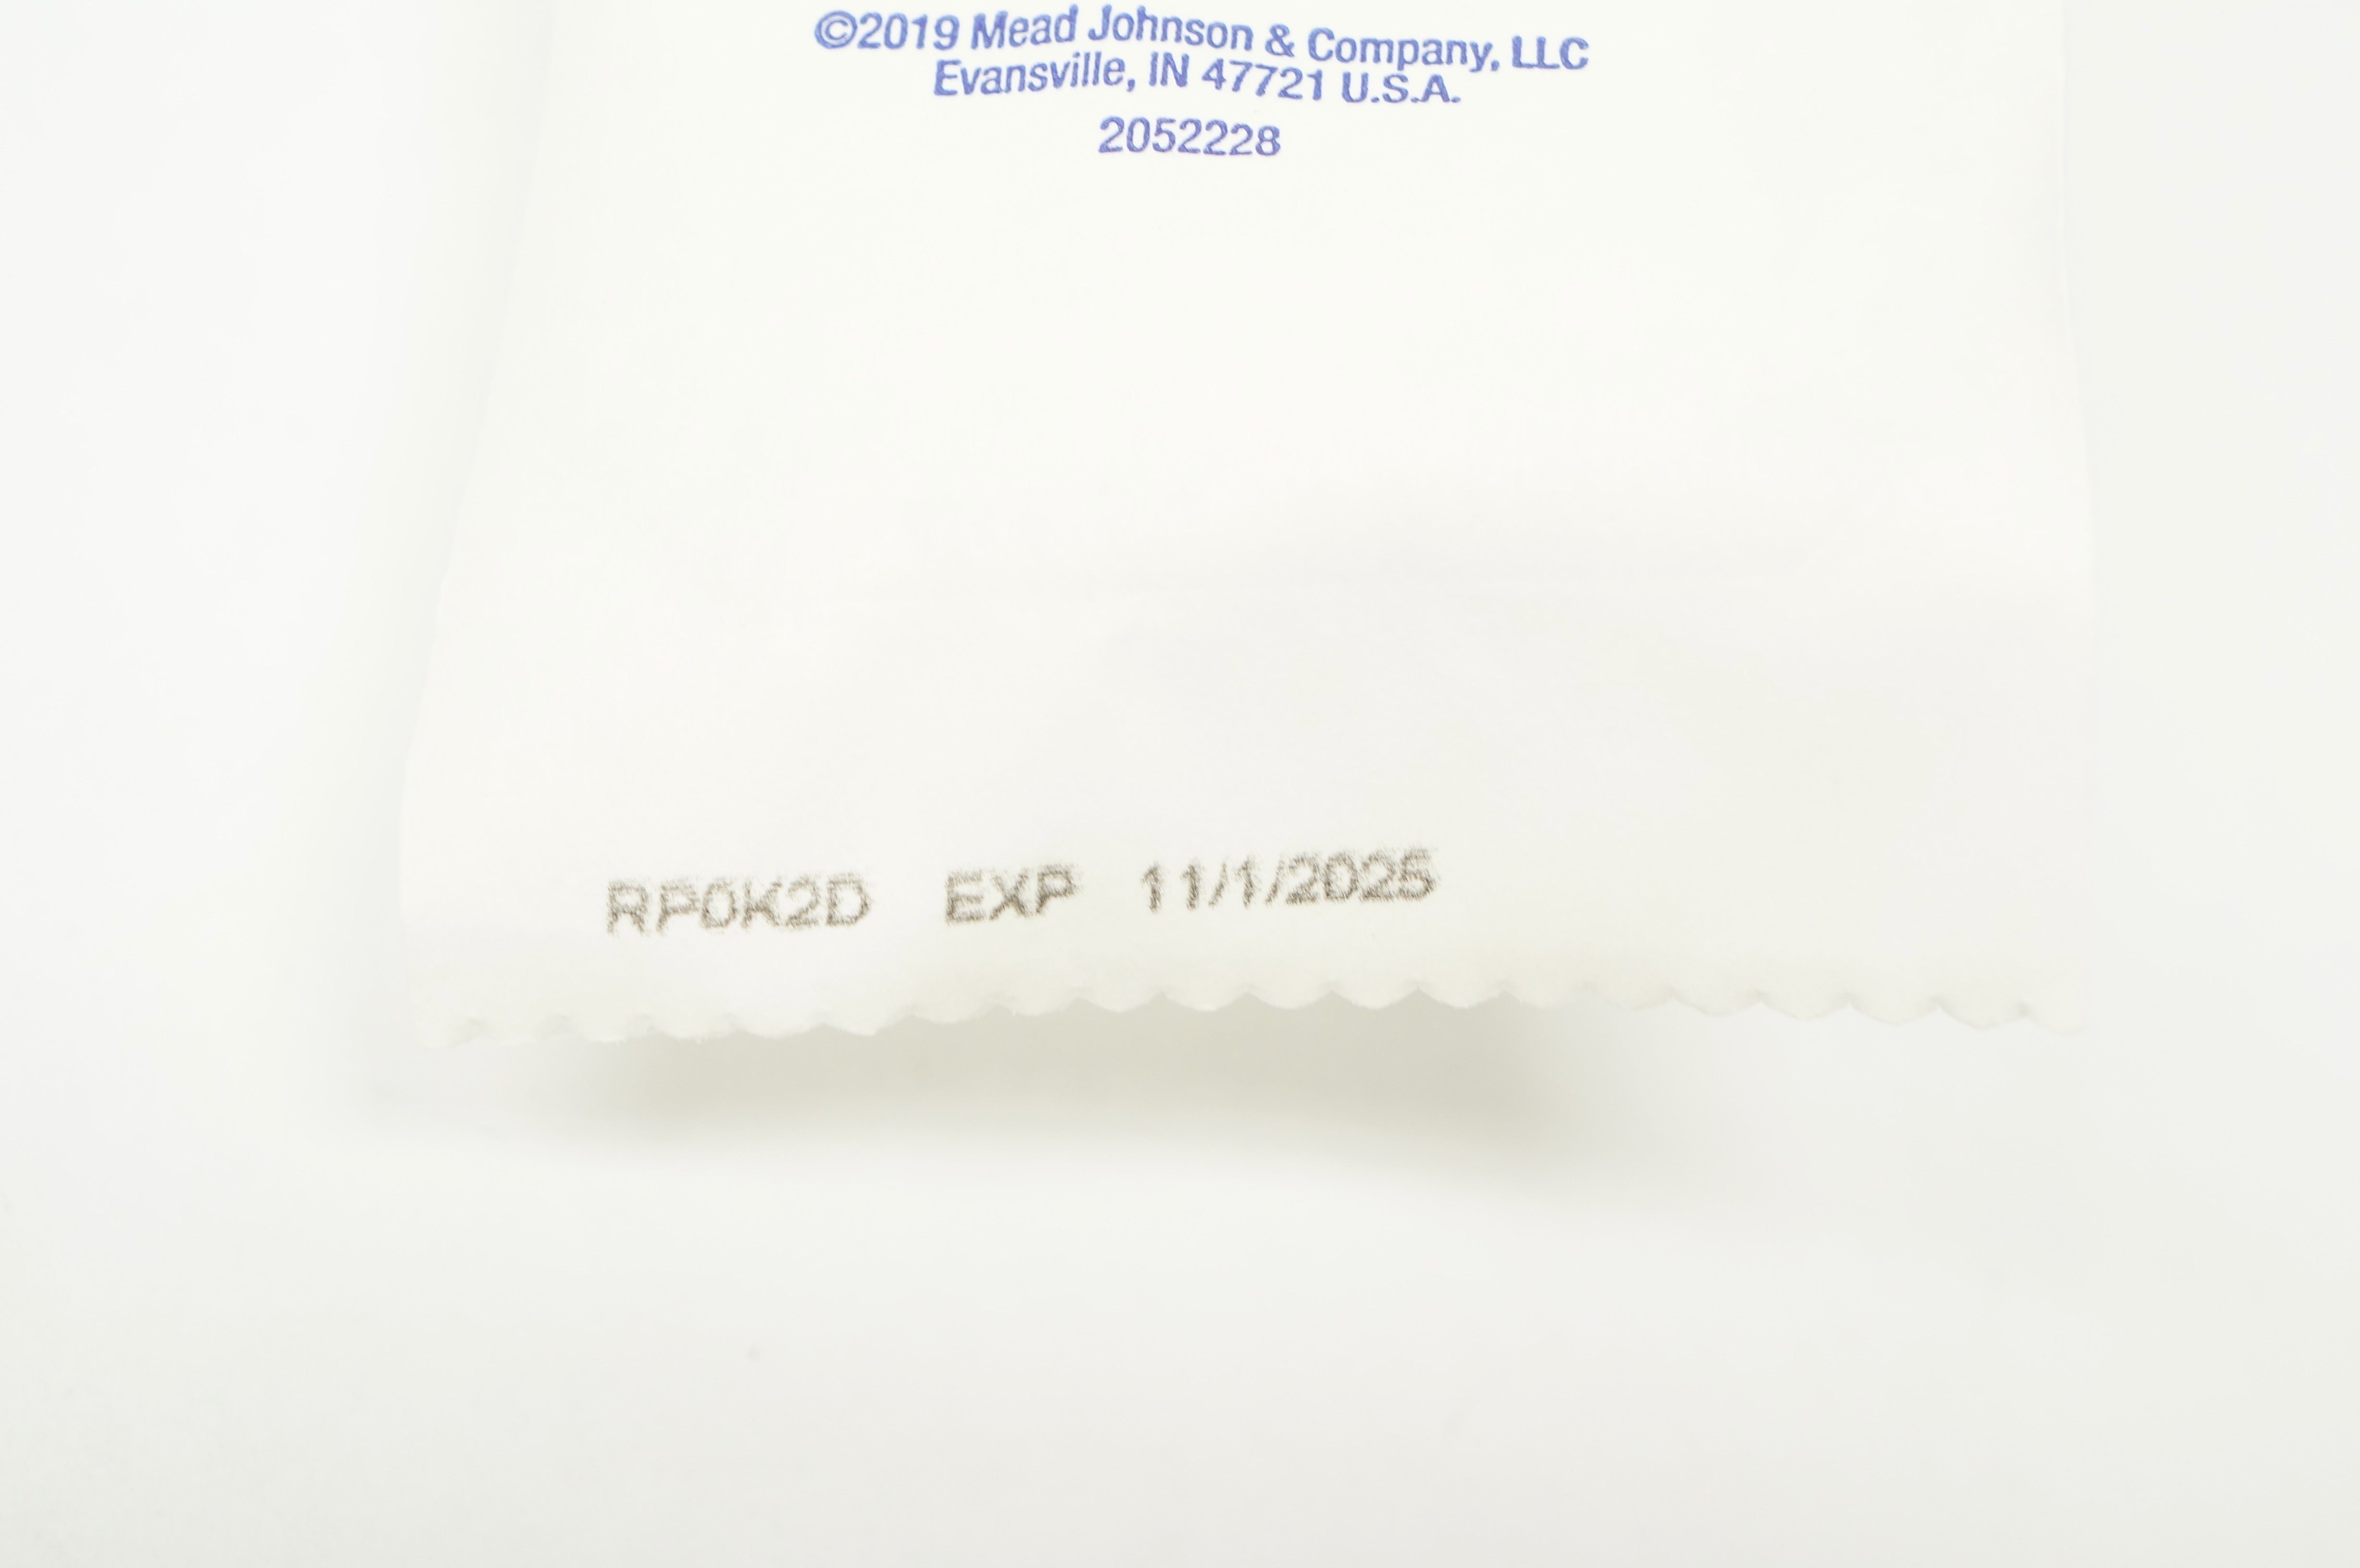 ©2019 Mead Johnson & Company, LLC
Evansville, IN 47721 U.S.A.
2052228
RP0K2D EXP 11/1/2025